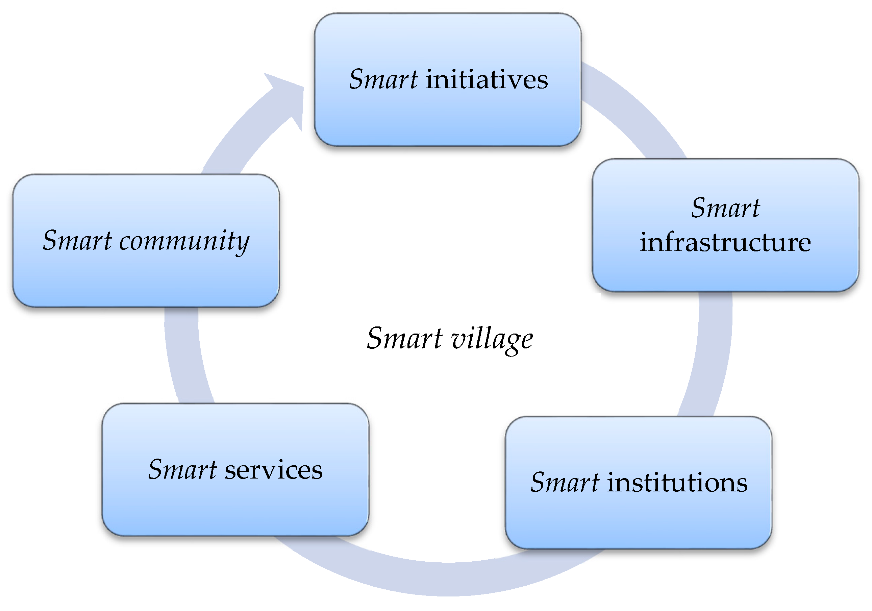 Smart initiatives
Smart
infrastructure
Smart community
Smart village
Smart services
Smart institutions